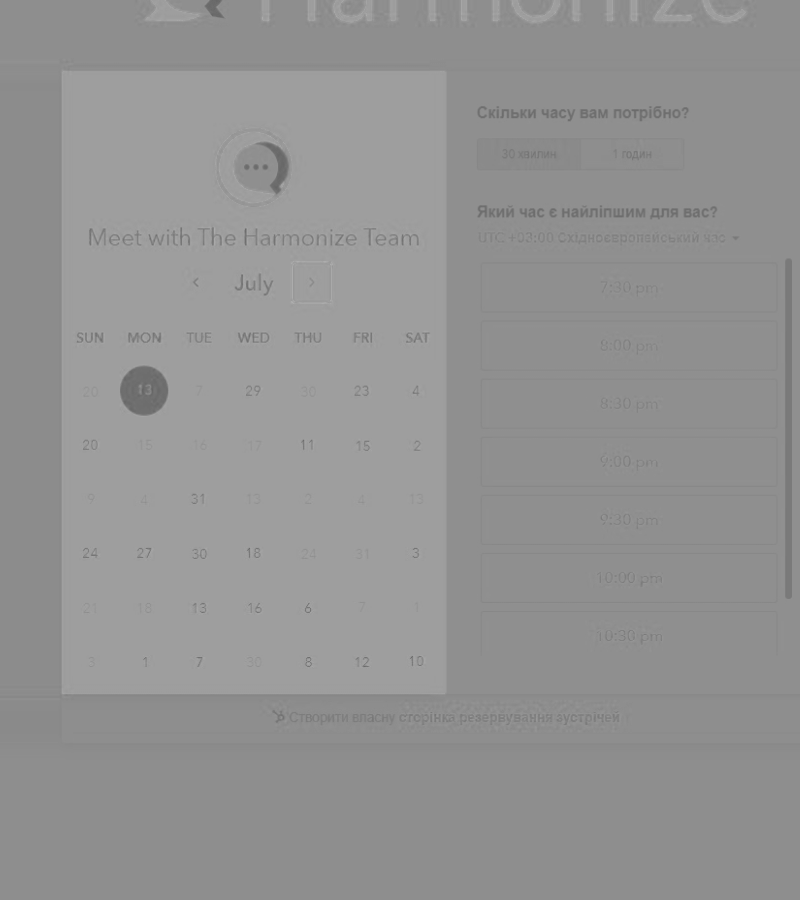 Harmonize
Meet with The Harmonize Team
July
SUN MON TUE WED THU FRI SAT
20 13 7 29 30 23 4
20 15 16 17 11 15 2
9 4 31 13 2 4 13
24 27 30 18 24 31 3
21 18 13 16 6 7 1
3 1 7 30 8 12 10
Скільки часу вам потрібно?
30 хвилин 1 годин
Який час є найліпшим для вас?
UTC +03:00 Східноєвропейський час
7:30 pm
8:00 pm
8:30 pm
9:00 pm
9:30 pm
10:00 pm
10:30 pm
Створити власну сторінка резервування зустрічей